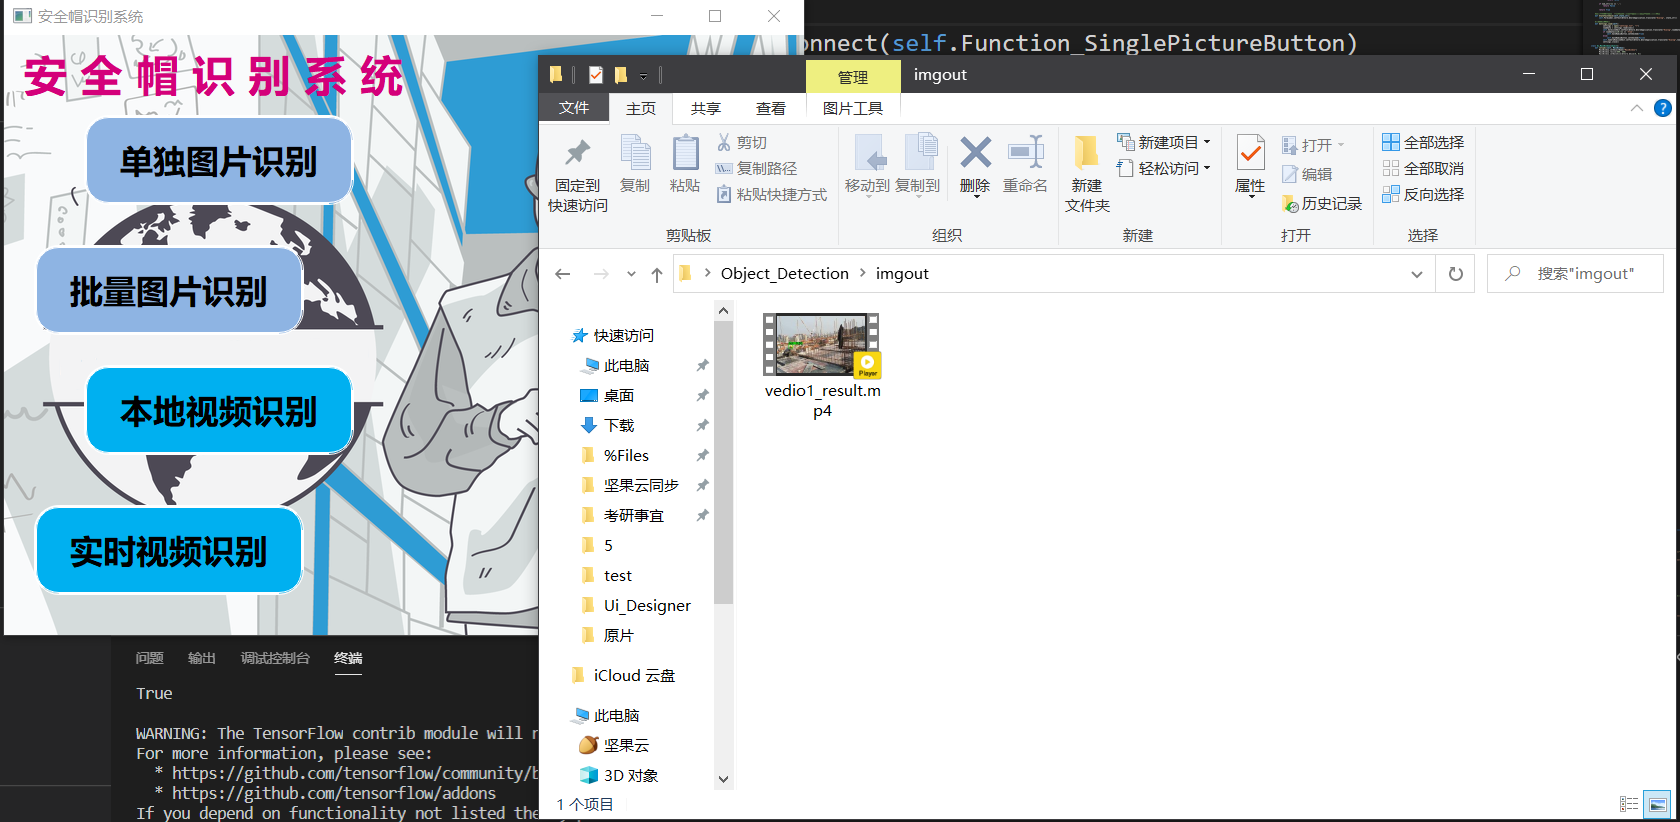 安全帽识别系统
安全帽识别系统
单独图片识别
批量图片识别
本地视频识别
实时视频识别
onnect(self.Function_SinglePictureButton)
管理
imgout
文件
主页
共享
查看
图片工具
固定到
快速访问
复制
粘贴
剪切
复制路径
粘贴快捷方式
剪贴板
移动到
复制到
删除
重命名
组织
新建
文件夹
新建项目
轻松访问
新建
属性
打开
编辑
历史记录
打开
全部选择
全部取消
反向选择
选择
Object_Detection
imgout
搜索"imgout"
快速访问
此电脑
桌面
下载
%Files
坚果云同步
考研事宜
5
test
Ui_Designer
原片
iCloud 云盘
此电脑
坚果云
3D 对象
Player
vedio1_result.m
p4
1 个项目
问题
输出
调试控制台
终端
True
WARNING: The TensorFlow contrib module will
For more information, please see:
* https://github.com/tensorflow/community/b
* https://github.com/tensorflow/addons
If you depend on functionality not listed the